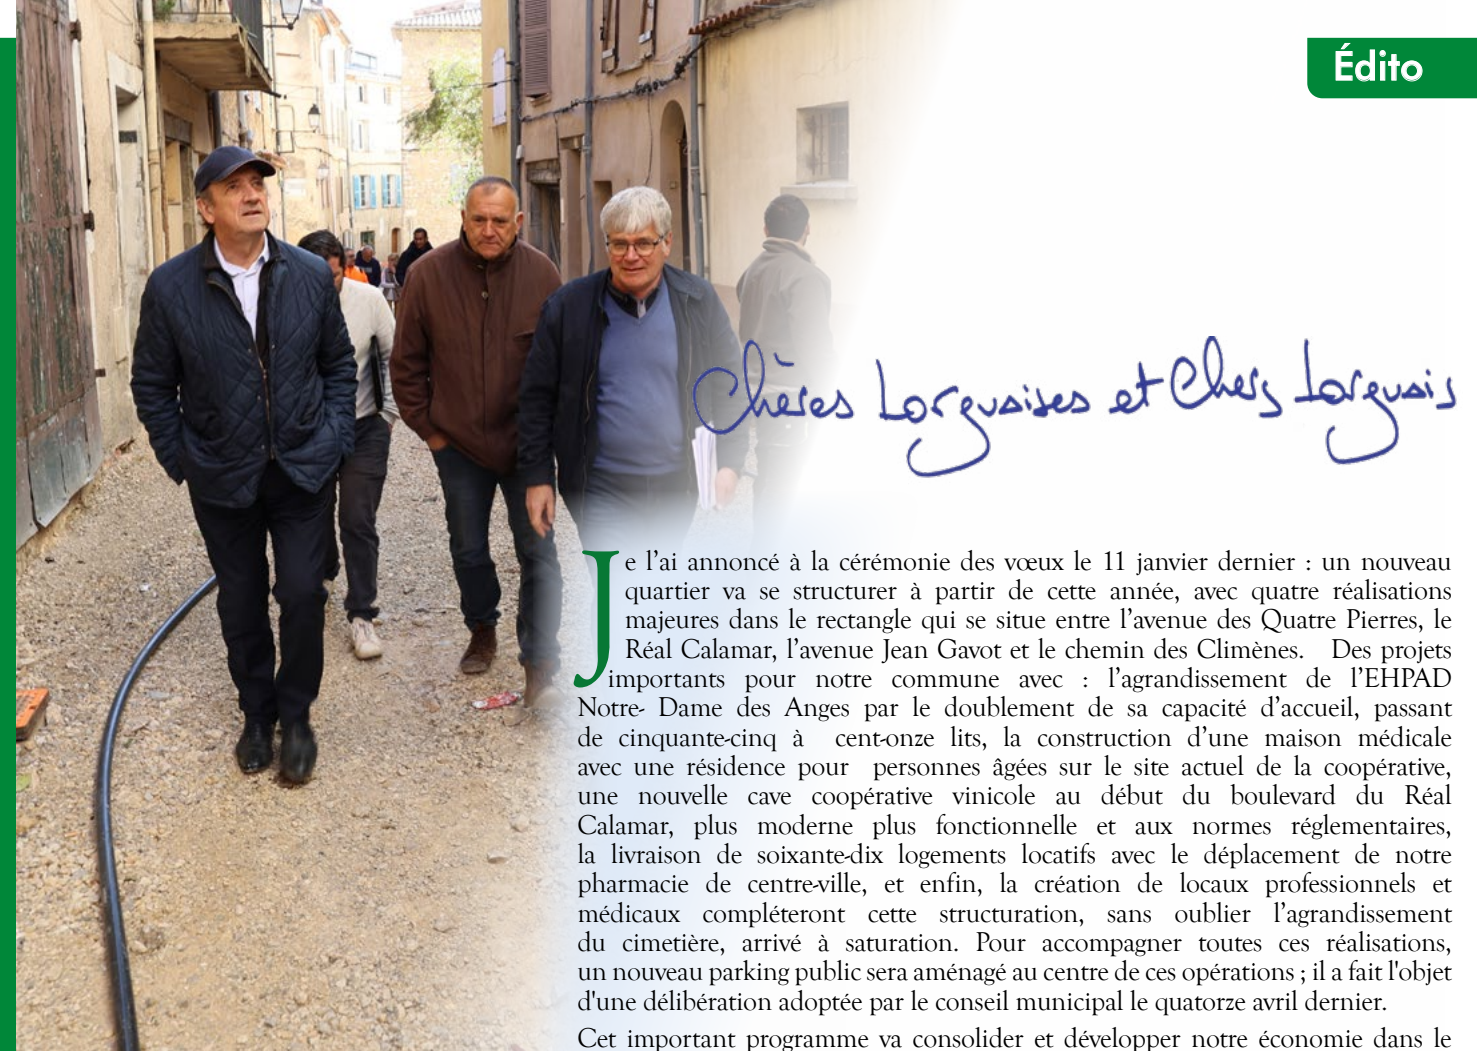 Édito
Chères Lorguaises et Chers Lorguais
Je l’ai annoncé à la cérémonie des vœux le 11 janvier dernier : un nouveau
quartier va se structurer à partir de cette année, avec quatre réalisations
majeures dans le rectangle qui se situe entre l’avenue des Quatre Pierres, le
Réal Calamar, l’avenue Jean Gavot et le chemin des Climènes. Des projets
importants pour notre commune avec : l’agrandissement de l’EHPAD
Notre- Dame des Anges par le doublement de sa capacité d’accueil, passant
de cinquante-cinq à cent-onze lits, la construction d’une maison médicale
avec une résidence pour personnes âgées sur le site actuel de la coopérative,
une nouvelle cave coopérative vinicole au début du boulevard du Réal
Calamar, plus moderne plus fonctionnelle et aux normes réglementaires,
la livraison de soixante-dix logements locatifs avec le déplacement de notre
pharmacie de centre-ville, et enfin, la création de locaux professionnels et
médicaux compléteront cette structuration, sans oublier l’agrandissement
du cimetière, arrivé à saturation. Pour accompagner toutes ces réalisations,
un nouveau parking public sera aménagé au centre de ces opérations ; il a fait l'objet
d'une délibération adoptée par le conseil municipal le quatorze avril dernier.
Cet important programme va consolider et développer notre économie dans le